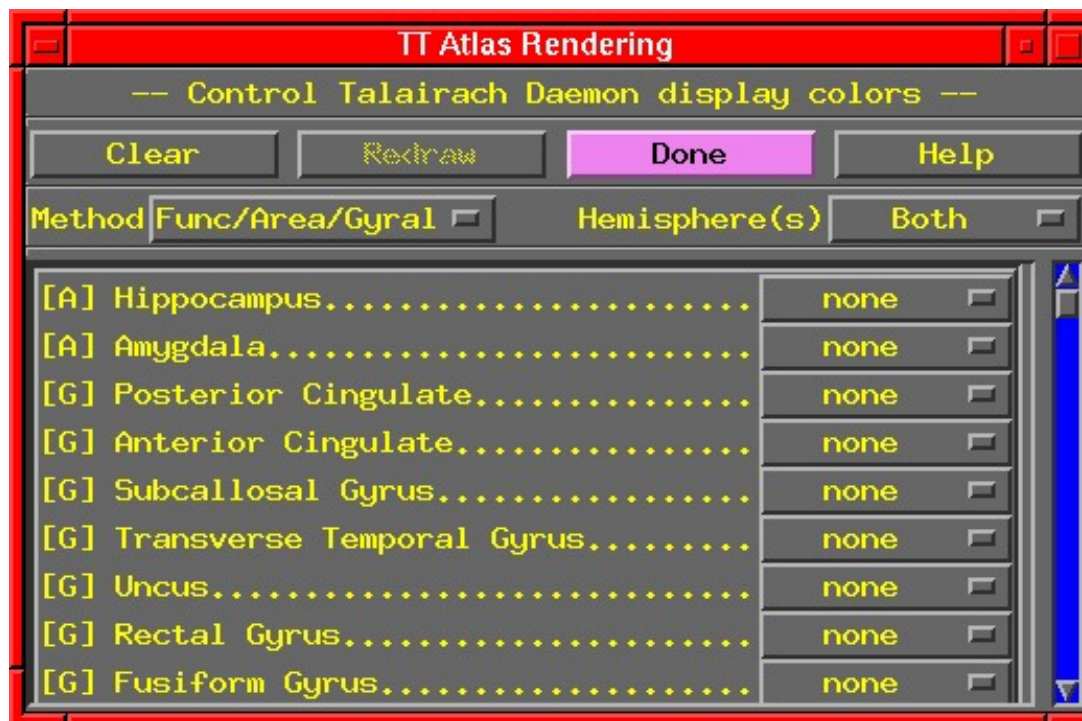 TT Atlas Rendering
-- Control Talairach Daemon display colors --
Clear Redraw Done Help
Method Func/Area/Gyral Hemisphere(s) Both
[A] Hippocampus....................... none
[A] Amygdala.......................... none
[G] Posterior Cingulate............... none
[G] Anterior Cingulate................ none
[G] Subcallosal Gyrus................. none
[G] Transverse Temporal Gyrus......... none
[G] Uncus............................. none
[G] Rectal Gyrus...................... none
[G] Fusiform Gyrus.................... none